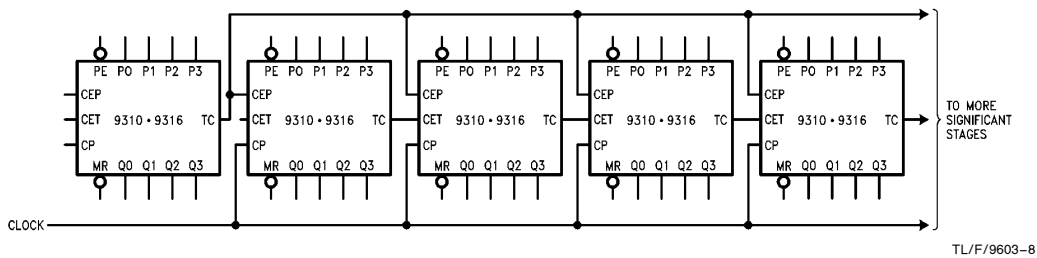 PE P0 P1 P2 P3 PE P0 P1 P2 P3 PE P0 P1 P2 P3 PE P0 P1 P2 P3 PE P0 P1 P2 P3
CEP CEP CEP CEP CEP
CET 9310 • 9316 TC CET 9310 • 9316 TC CET 9310 • 9316 TC CET 9310 • 9316 TC CET 9310 • 9316 TC
CP CP CP CP CP
MR Q0 Q1 Q2 Q3 MR Q0 Q1 Q2 Q3 MR Q0 Q1 Q2 Q3 MR Q0 Q1 Q2 Q3 MR Q0 Q1 Q2 Q3
TO MORE
SIGNIFICANT
STAGES
CLOCK
TL/F/9603–8